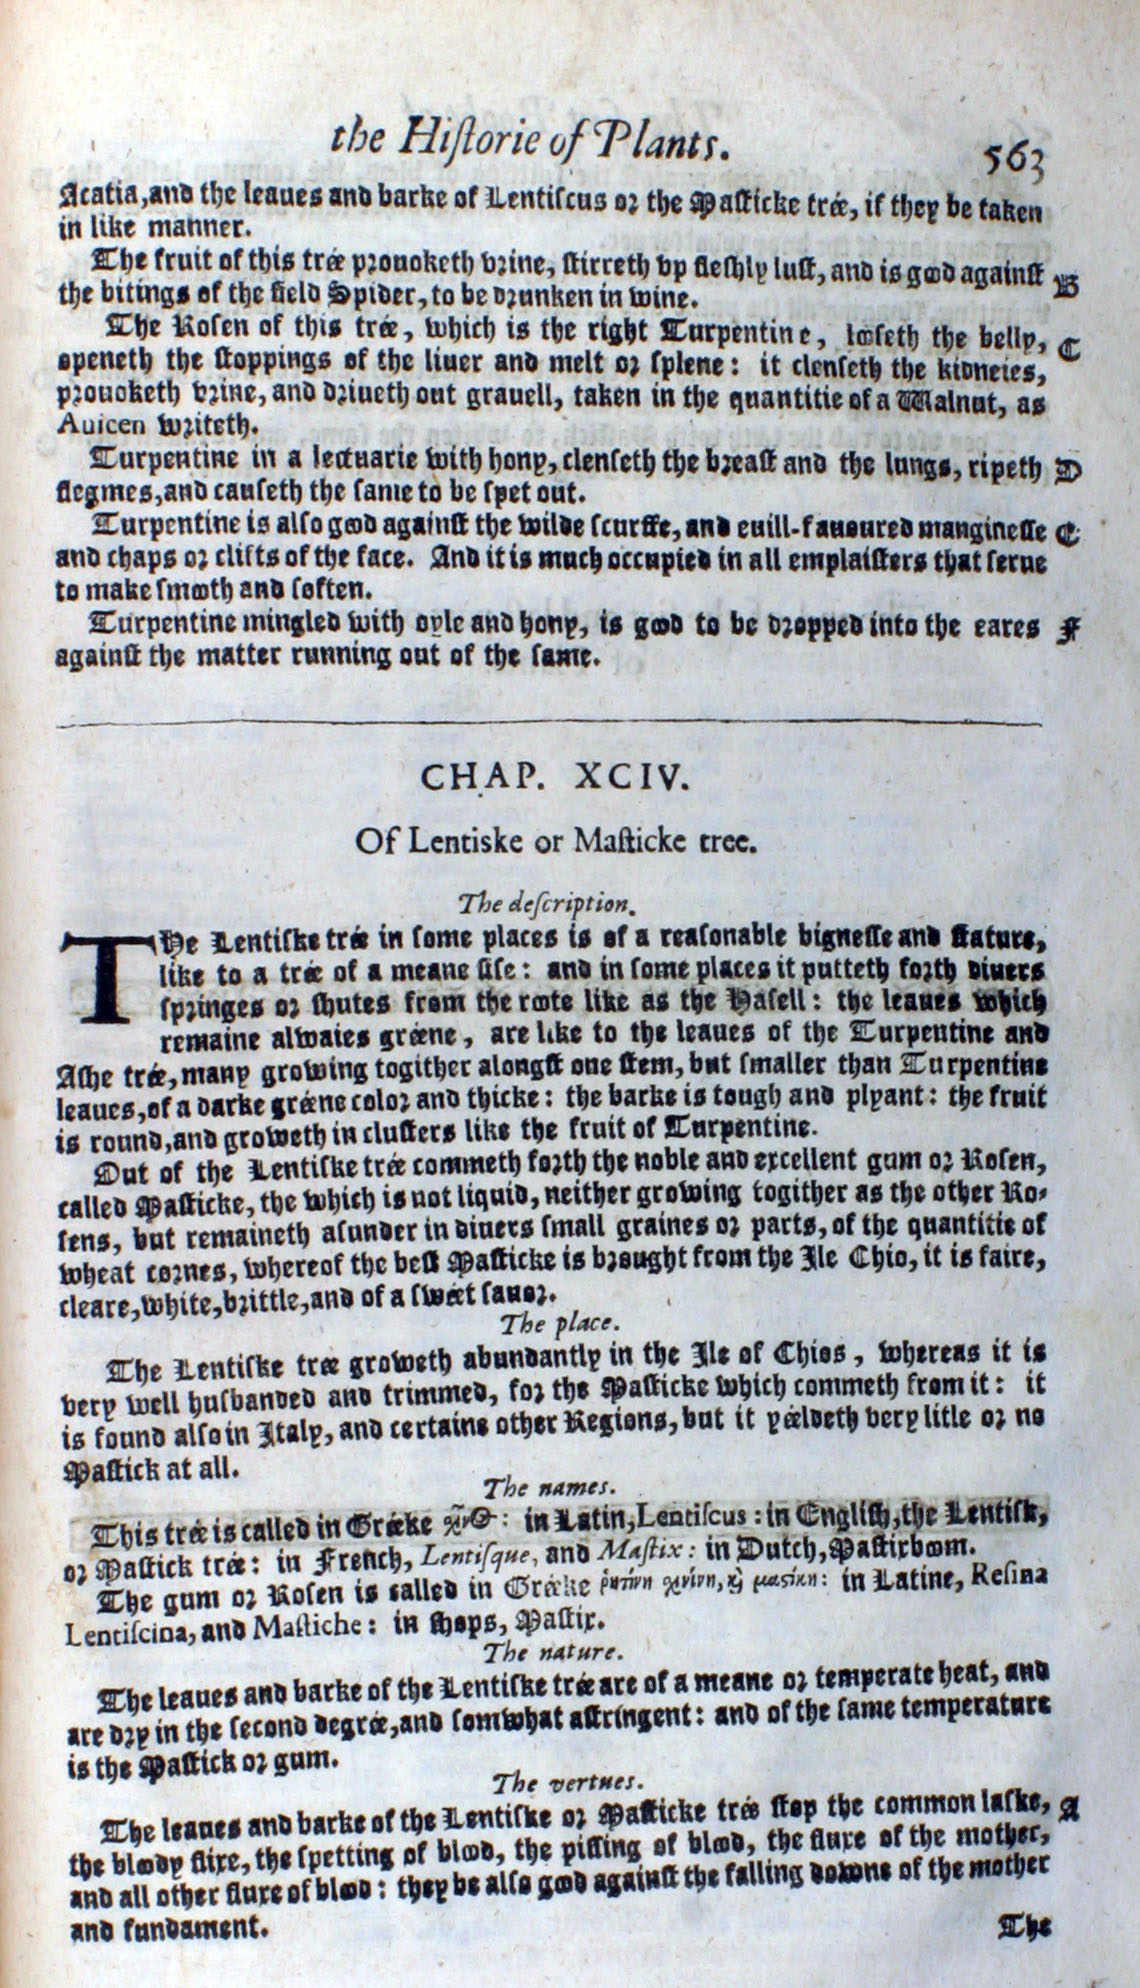 the Hiſtorie of Plants.
563
Acatia, and the leaues and barke of Lentiſcus or the Maſticke trée, if they be taken
in like manner.
The fruit of this trée prouoketh vrine, ſtirreth vp fleſhly luſt, and is good againſt B
the bitings of the field Spider, to be drunken in wine.
The Roſen of this trée, which is the right Turpentine, looſeth the belly, C
openeth the ſtoppings of the liuer and melt or ſplene: it clenſeth the kidneies,
prouoketh vrine, and driueth out grauell, taken in the quantitie of a Walnut, as
Auicen writeth.
Turpentine in a lectuarie with hony, clenſeth the breaſt and the lungs, ripeth D
flegmes, and cauſeth the ſame to be ſpet out.
Turpentine is alſo good againſt the wilde ſcurffe, and euill-fauoured manginеſſe E
and chaps or clifts of the face. And it is much occupied in all emplaiſters that ſerue
to make ſmooth and ſoften.
Turpentine mingled with oyle and hony, is good to be dropped into the eares F
againſt the matter running out of the ſame.
CHAP. XCIV.
Of Lentiske or Maſticke tree.
The deſcription.
THe Lentiſke trée in ſome places is of a reaſonable bigneſſe and ſtature,
like to a trée of a meane ſiſe: and in ſome places it putteth forth diuers
ſpringes or ſhutes from the roote like as the Haſell: the leaues which
remaine alwaies gréene, are like to the leaues of the Turpentine and
Aſhe trée, many growing togither alongſt one ſtem, but ſmaller than Turpentine
leaues, of a darke gréene color and thicke: the barke is tough and plyant: the fruit
is round, and groweth in cluſters like the fruit of Turpentine.
Out of the Lentiſke trée commeth forth the noble and excellent gum or Roſen,
called Maſticke, the which is not liquid, neither growing togither as the other Ro-
ſens, but remaineth aſunder in diuers ſmall graines or parts, of the quantitie of
wheat cornes, whereof the beſt Maſticke is brought from the Ile Chio, it is faire,
cleare, white, brittle, and of a ſwéet ſauor.
The place.
The Lentiſke trée groweth abundantly in the Ile of Chios, whereas it is
very well huſbanded and trimmed, for the Maſticke which commeth from it: it
is found alſo in Italy, and certaine other Regions, but it yéeldeth very litle or no
Maſtick at all.
The names.
This trée is called in Gréeke χῖνος: in Latin, Lentiſcus: in Engliſh, the Lentiſk,
or Maſtick trée: in French, Lentiſque, and Maſtix: in Dutch, Maſtixboom.
The gum or Roſen is called in Gréeke ῥητίνη χινίνη, ϗ μαστίκη: in Latine, Reſina
Lentiſcina, and Maſtiche: in ſhops, Maſtix.
The nature.
The leaues and barke of the Lentiſke trée are of a meane or temperate heat, and
are dry in the ſecond degrée, and ſomwhat aſtringent: and of the ſame temperature
is the Maſtick or gum.
The vertues.
The leaues and barke of the Lentiſke or Maſticke trée ſtop the common laſke, A
the bloody flixe, the ſpetting of blood, the piſſing of blood, the fluxe of the mother,
and all other fluxe of blood: they be alſo good againſt the falling downe of the mother
and fundament.
The